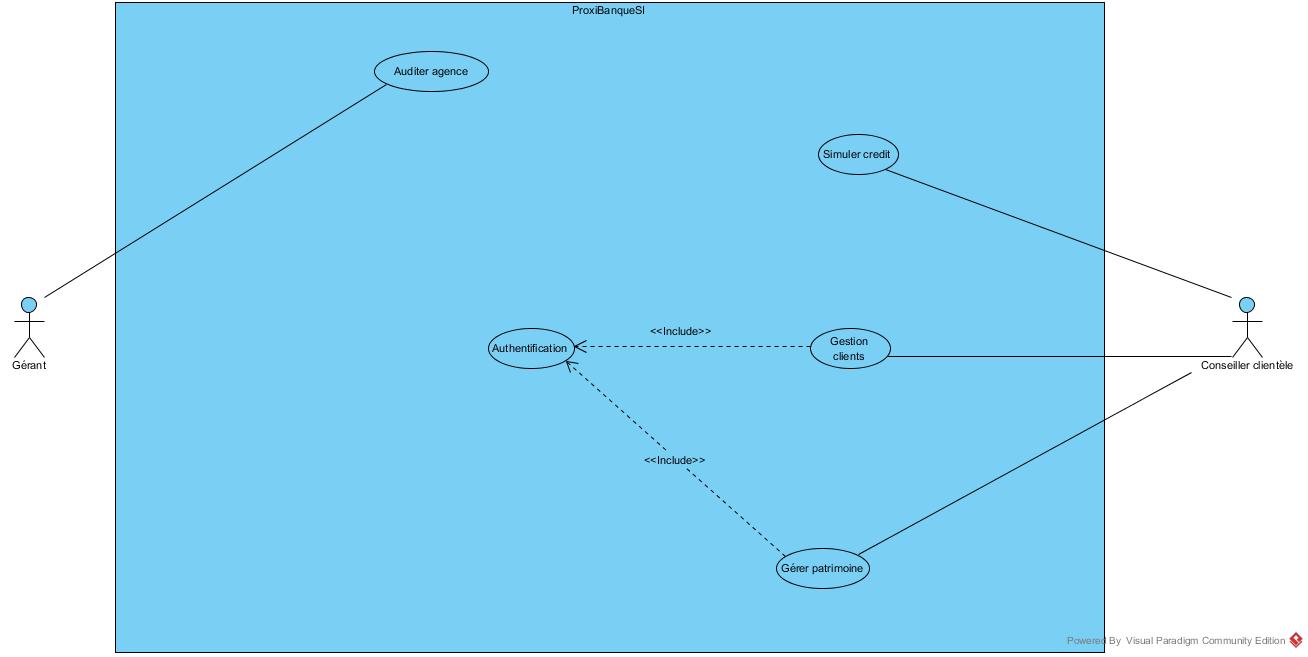 ProxiBanqueSI
Auditer agence
Simuler credit
<<Include>>
Authentification
Gestion
clients
Gérant
Conseiller clientèle
<<Include>>
Gérer patrimoine
Powered By Visual Paradigm Community Edition